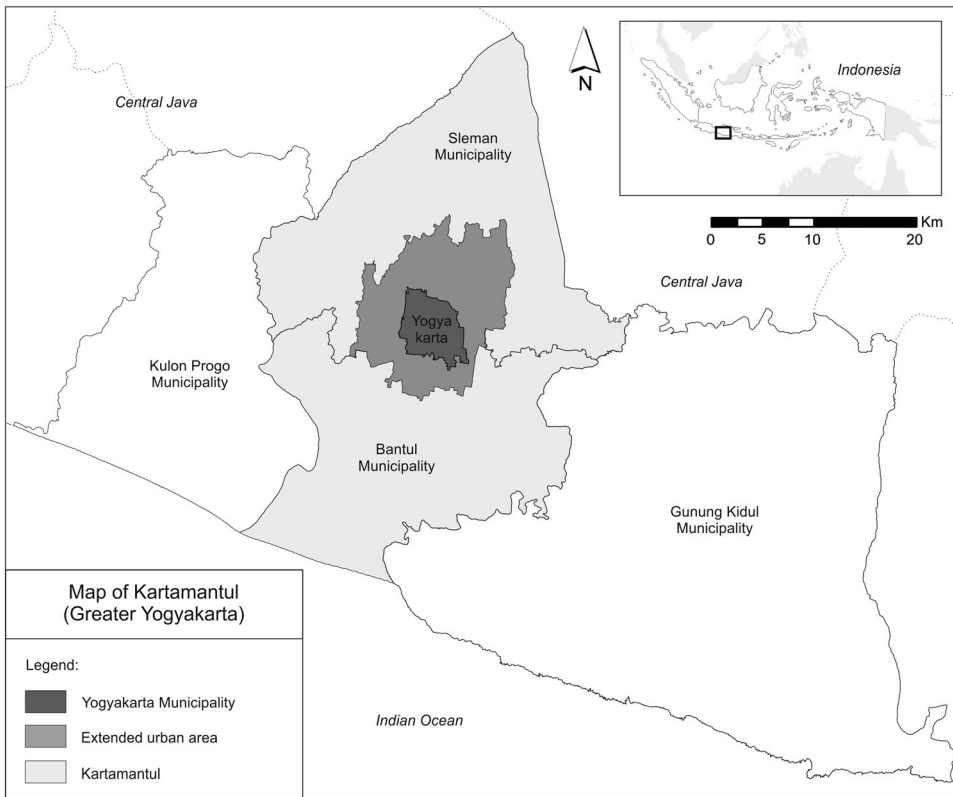 Central Java
N
Indonesia
Sleman
Municipality
Km
0 5 10 20
Central Java
Yogya
karta
Kulon Progo
Municipality
Bantul
Municipality
Gunung Kidul
Municipality
Map of Kartamantul
(Greater Yogyakarta)
Legend:
Yogyakarta Municipality
Extended urban area
Kartamantul
Indian Ocean